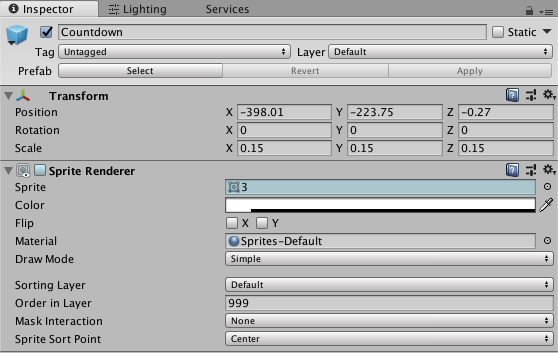 Inspector Lighting Services
Countdown Static
Tag Untagged Layer Default
Prefab Select Revert Apply
Transform
Position X -398.01 Y -223.75 Z -0.27
Rotation X 0 Y 0 Z 0
Scale X 0.15 Y 0.15 Z 0.15
Sprite Renderer
Sprite 3
Color
Flip X Y
Material Sprites-Default
Draw Mode Simple
Sorting Layer Default
Order in Layer 999
Mask Interaction None
Sprite Sort Point Center